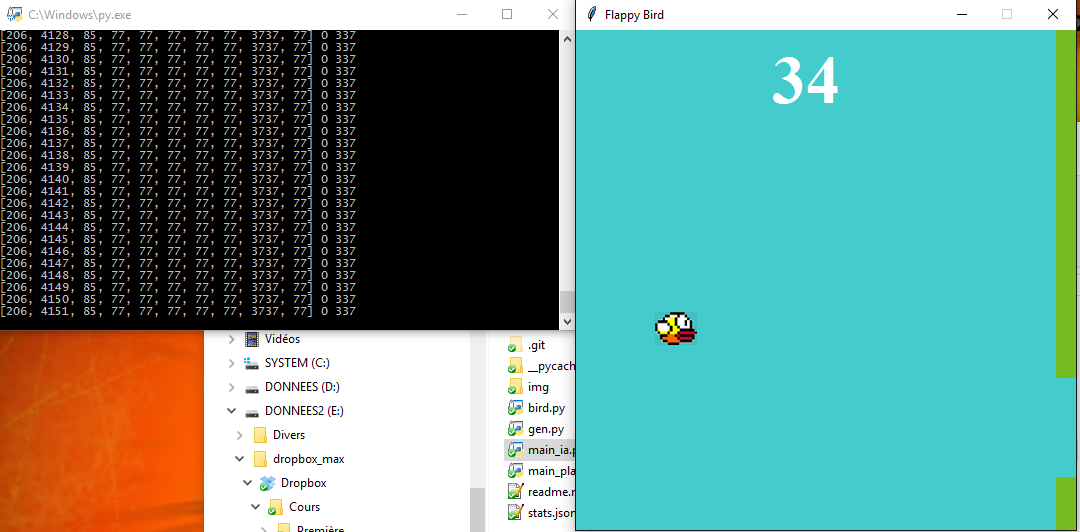 C:\Windows\py.exe
[206, 4128, 85, 77, 77, 77, 77, 77, 3737, 77] 0 337
[206, 4129, 85, 77, 77, 77, 77, 77, 3737, 77] 0 337
[206, 4130, 85, 77, 77, 77, 77, 77, 3737, 77] 0 337
[206, 4131, 85, 77, 77, 77, 77, 77, 3737, 77] 0 337
[206, 4132, 85, 77, 77, 77, 77, 77, 3737, 77] 0 337
[206, 4133, 85, 77, 77, 77, 77, 77, 3737, 77] 0 337
[206, 4134, 85, 77, 77, 77, 77, 77, 3737, 77] 0 337
[206, 4135, 85, 77, 77, 77, 77, 77, 3737, 77] 0 337
[206, 4136, 85, 77, 77, 77, 77, 77, 3737, 77] 0 337
[206, 4137, 85, 77, 77, 77, 77, 77, 3737, 77] 0 337
[206, 4138, 85, 77, 77, 77, 77, 77, 3737, 77] 0 337
[206, 4139, 85, 77, 77, 77, 77, 77, 3737, 77] 0 337
[206, 4140, 85, 77, 77, 77, 77, 77, 3737, 77] 0 337
[206, 4141, 85, 77, 77, 77, 77, 77, 3737, 77] 0 337
[206, 4142, 85, 77, 77, 77, 77, 77, 3737, 77] 0 337
[206, 4143, 85, 77, 77, 77, 77, 77, 3737, 77] 0 337
[206, 4144, 85, 77, 77, 77, 77, 77, 3737, 77] 0 337
[206, 4145, 85, 77, 77, 77, 77, 77, 3737, 77] 0 337
[206, 4146, 85, 77, 77, 77, 77, 77, 3737, 77] 0 337
[206, 4147, 85, 77, 77, 77, 77, 77, 3737, 77] 0 337
[206, 4148, 85, 77, 77, 77, 77, 77, 3737, 77] 0 337
[206, 4149, 85, 77, 77, 77, 77, 77, 3737, 77] 0 337
[206, 4150, 85, 77, 77, 77, 77, 77, 3737, 77] 0 337
[206, 4151, 85, 77, 77, 77, 77, 77, 3737, 77] 0 337
Vidéos
SYSTEM (C:)
DONNEES (D:)
DONNEES2 (E:)
Divers
dropbox_max
Dropbox
Cours
Première
.git
__pycach
img
bird.py
gen.py
main_ia.p
main_pla
readme.r
stats.json
Flappy Bird
34